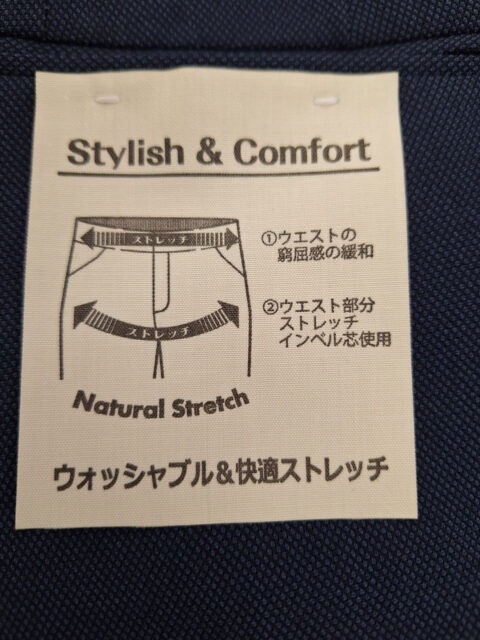 Stylish & Comfort
ストレッチ
①ウエストの
窮屈感の緩和
ストレッチ
②ウエスト部分
ストレッチ
インベル芯使用
Natural Stretch
ウォッシャブル&快適ストレッチ